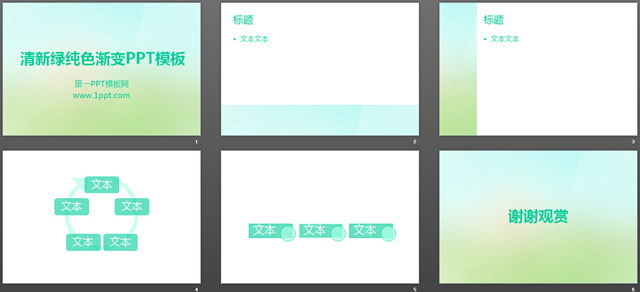 清新绿纯色渐变PPT模板
第一PPT模板网
www.1ppt.com
1
标题
• 文本文本
2
标题
• 文本文本
3
文本
文本
文本
文本
文本
4
文本
文本
文本
5
谢谢观赏
6